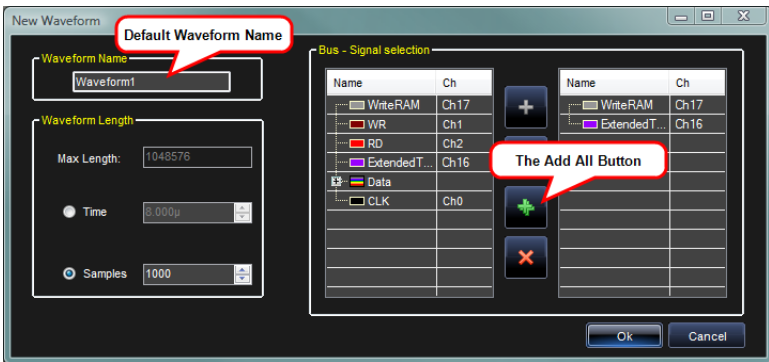 New Waveform
Default Waveform Name
Waveform Name
Waveform1
Waveform Length
Max Length: 1048576
Time 8.000µ
Samples 1000
Bus - Signal selection
Name Ch
WriteRAM Ch17
WR Ch1
RD Ch2
ExtendedT... Ch16
Data
CLK Ch0
Name Ch
WriteRAM Ch17
ExtendedT... Ch16
The Add All Button
Ok Cancel